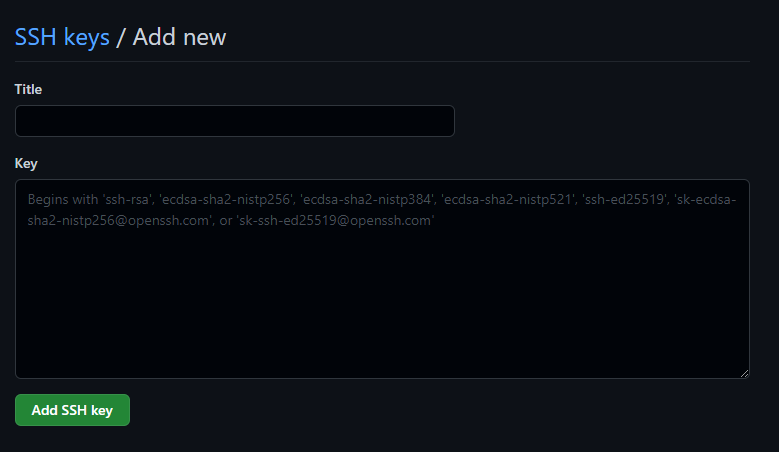 SSH keys / Add new
Title
Key
Begins with 'ssh-rsa', 'ecdsa-sha2-nistp256', 'ecdsa-sha2-nistp384', 'ecdsa-sha2-nistp521', 'ssh-ed25519', 'sk-ecdsa-
sha2-nistp256@openssh.com', or 'sk-ssh-ed25519@openssh.com'
Add SSH key